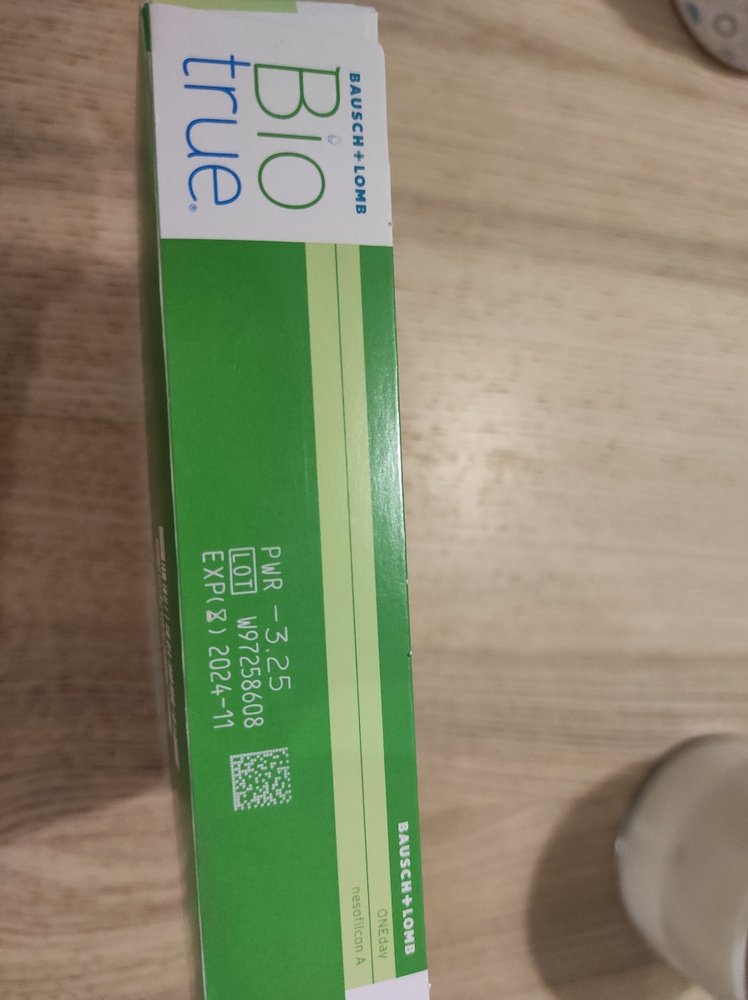 BAUSCH+LOMB
Bio
true®
PWR -3.25
LOT W97258608
EXP(⌛) 2024-11
BAUSCH+LOMB
ONEday
nesofilcon A